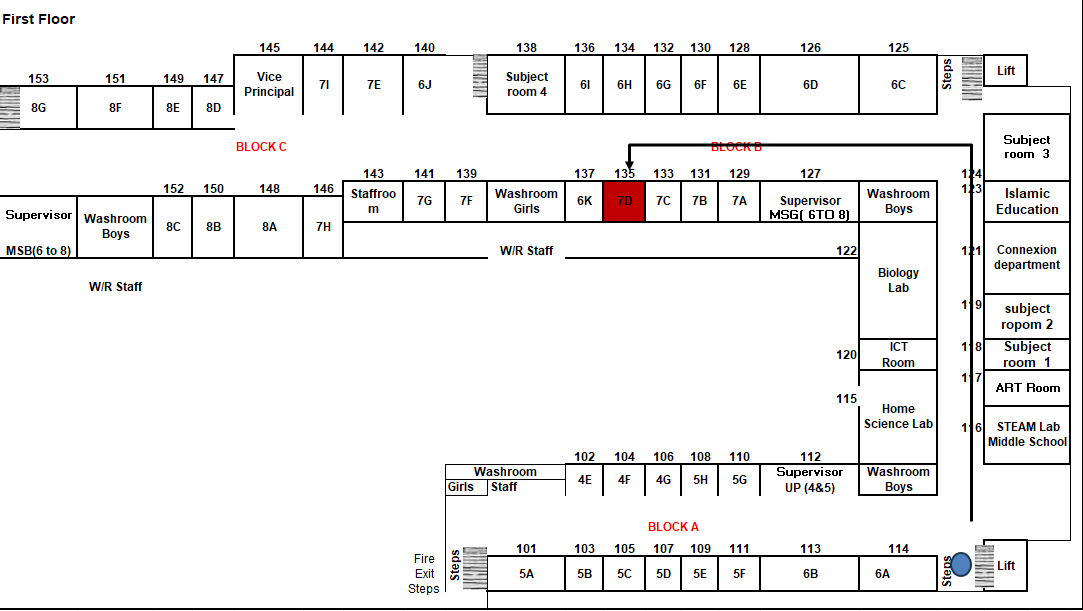 First Floor
145 144 142 140 138 136 134 132 130 128 126 125
153 151 149 147
Vice
Principal
7I 7E 6J
Subject
room 4
6I 6H 6G 6F 6E 6D 6C
Steps
Lift
8G 8F 8E 8D
BLOCK C
BLOCK B
Subject
room 3
143 141 139 137 135 133 131 129 127
124
123
152 150 148 146
Staffroo
m
7G 7F
Washroom
Girls
6K 7D 7C 7B 7A
Supervisor
MSG( 6TO 8)
Washroom
Boys
Islamic
Education
Supervisor
MSB(6 to 8)
Washroom
Boys
8C 8B 8A 7H
W/R Staff
W/R Staff
122
Biology
Lab
121
Connexion
department
119
subject
ropom 2
120
ICT
Room
118
Subject
room 1
117
ART Room
115
Home
Science Lab
116
STEAM Lab
Middle School
102 104 106 108 110 112
Washroom
Girls Staff
4E 4F 4G 5H 5G
Supervisor
UP (4&5)
Washroom
Boys
BLOCK A
101 103 105 107 109 111 113 114
Fire
Exit
Steps
Steps
5A 5B 5C 5D 5E 5F 6B 6A
Steps
Lift